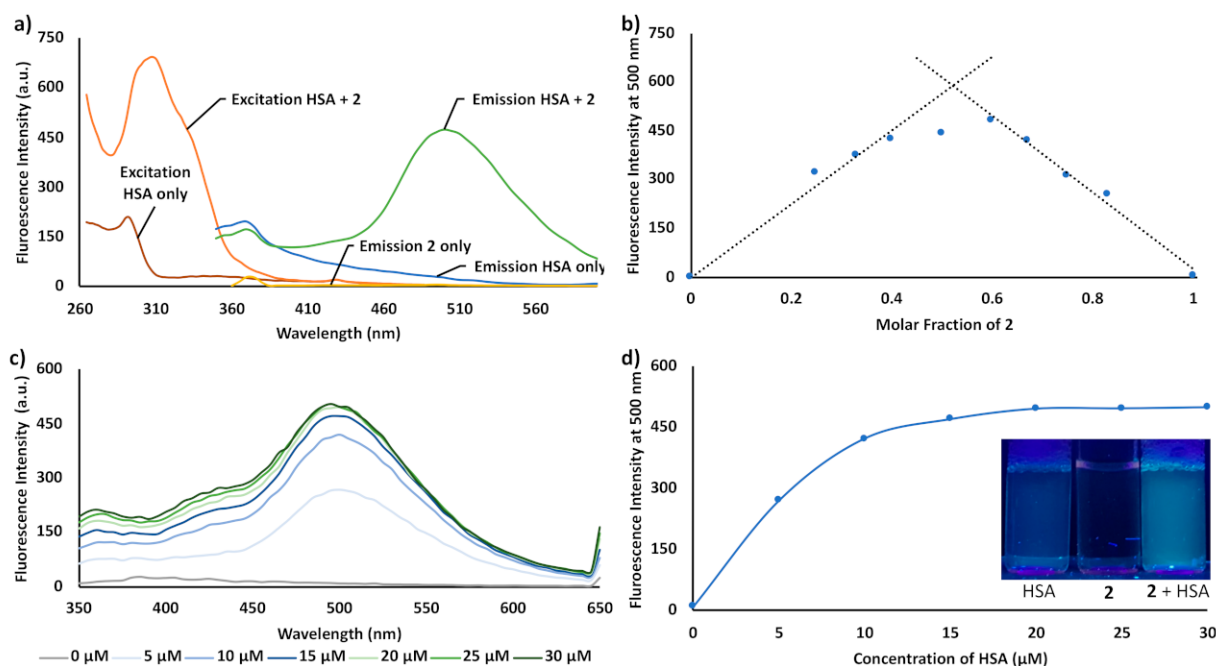 a)
750
600
450
300
150
0
Fluroescence Intensity (a.u.)
Excitation HSA + 2
Emission HSA + 2
Excitation
HSA only
Emission 2 only
Emission HSA only
260 310 360 410 460 510 560
Wavelength (nm)
b)
750
600
450
300
150
0
Fluorescence Intensity at 500 nm
0 0.2 0.4 0.6 0.8 1
Molar Fraction of 2
c)
600
450
300
150
0
Fluorescence Intensity (a.u.)
350 400 450 500 550 600 650
Wavelength (nm)
0 μM 5 μM 10 μM 15 μM 20 μM 25 μM 30 μM
d)
600
450
300
150
0
Fluroescence Intensity at 500 nm
HSA 2 2 + HSA
0 5 10 15 20 25 30
Concentration of HSA (μM)